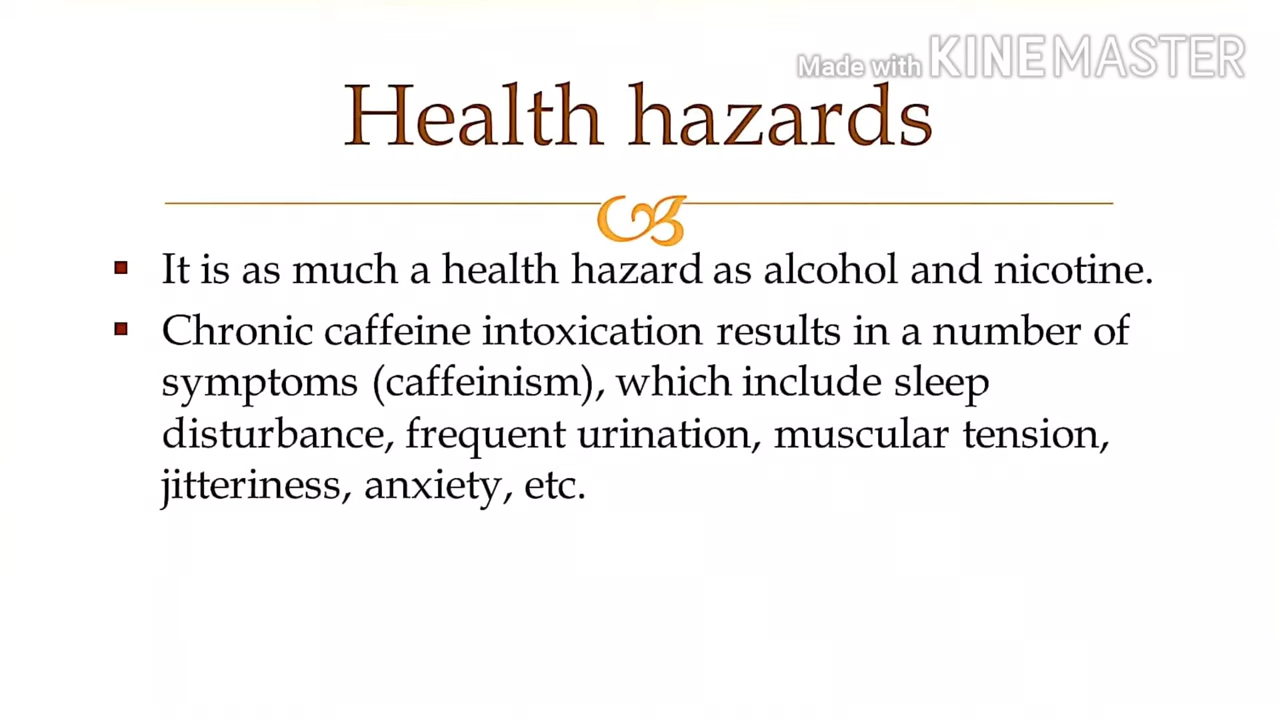 Made with KINEMASTER
Health hazards
▪ It is as much a health hazard as alcohol and nicotine.
▪ Chronic caffeine intoxication results in a number of
symptoms (caffeinism), which include sleep
disturbance, frequent urination, muscular tension,
jitteriness, anxiety, etc.